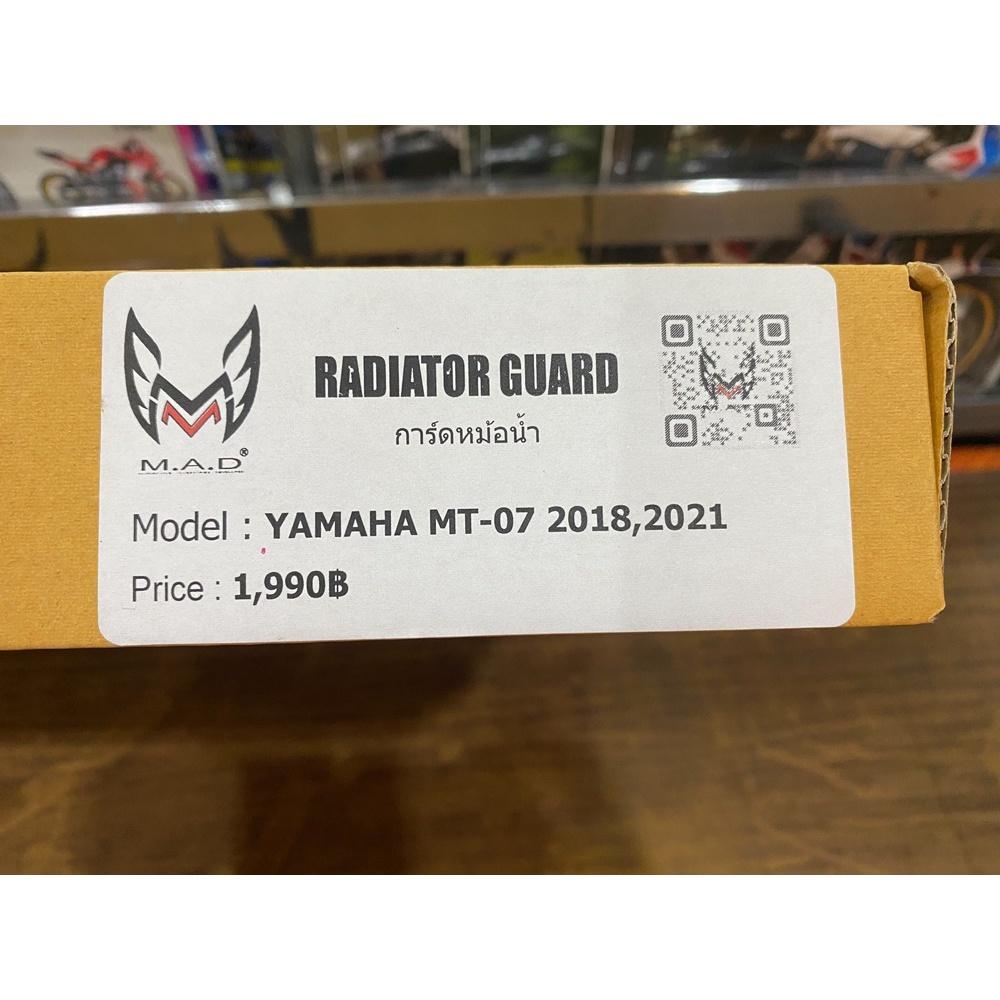 RADIATOR GUARD
การ์ดหม้อน้ำ
M.A.D®
Model : YAMAHA MT-07 2018,2021
Price : 1,990฿